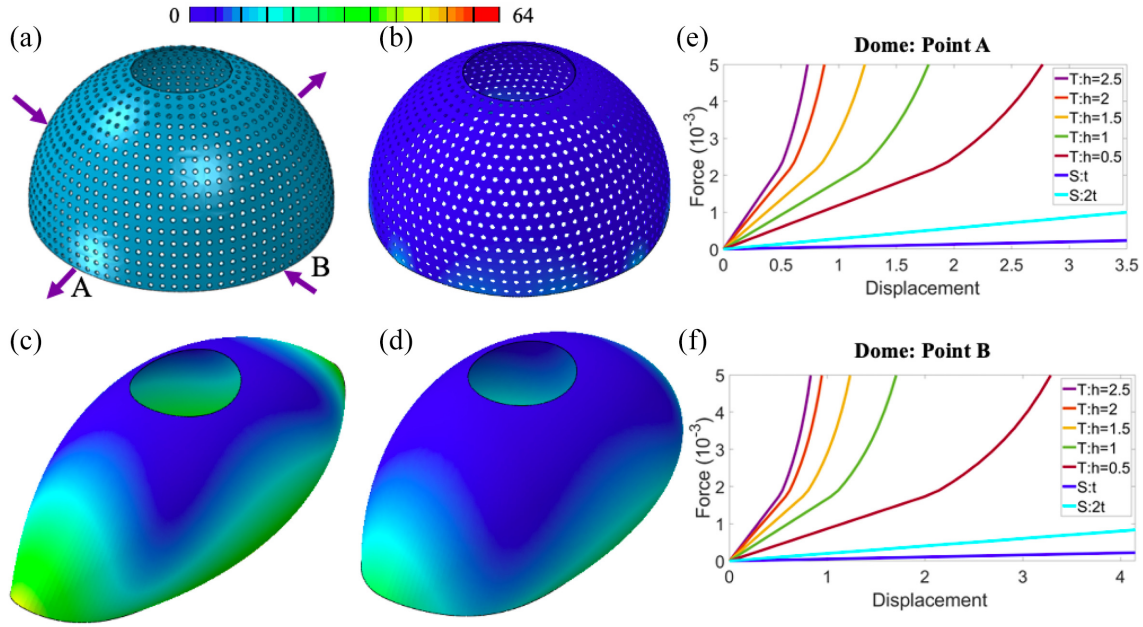 0
64
(a)
(b)
A
B
(c)
(d)
(e)
Dome: Point A
Force (10^-3)
5
4
3
2
1
0
0 0.5 1 1.5 2 2.5 3 3.5
Displacement
T:h=2.5
T:h=2
T:h=1.5
T:h=1
T:h=0.5
S:t
S:2t
(f)
Dome: Point B
Force (10^-3)
5
4
3
2
1
0
0 1 2 3 4
Displacement
T:h=2.5
T:h=2
T:h=1.5
T:h=1
T:h=0.5
S:t
S:2t